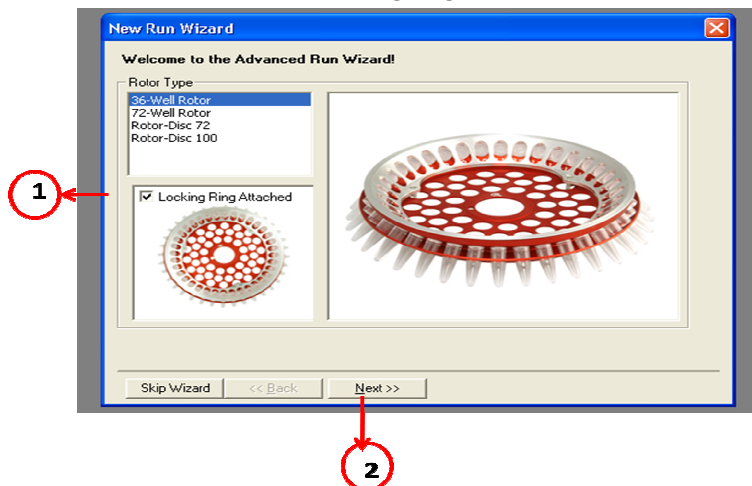 New Run Wizard
Welcome to the Advanced Run Wizard!
Rotor Type
36-Well Rotor
72-Well Rotor
Rotor-Disc 72
Rotor-Disc 100
1
Locking Ring Attached
Skip Wizard
<< Back
Next >>
2